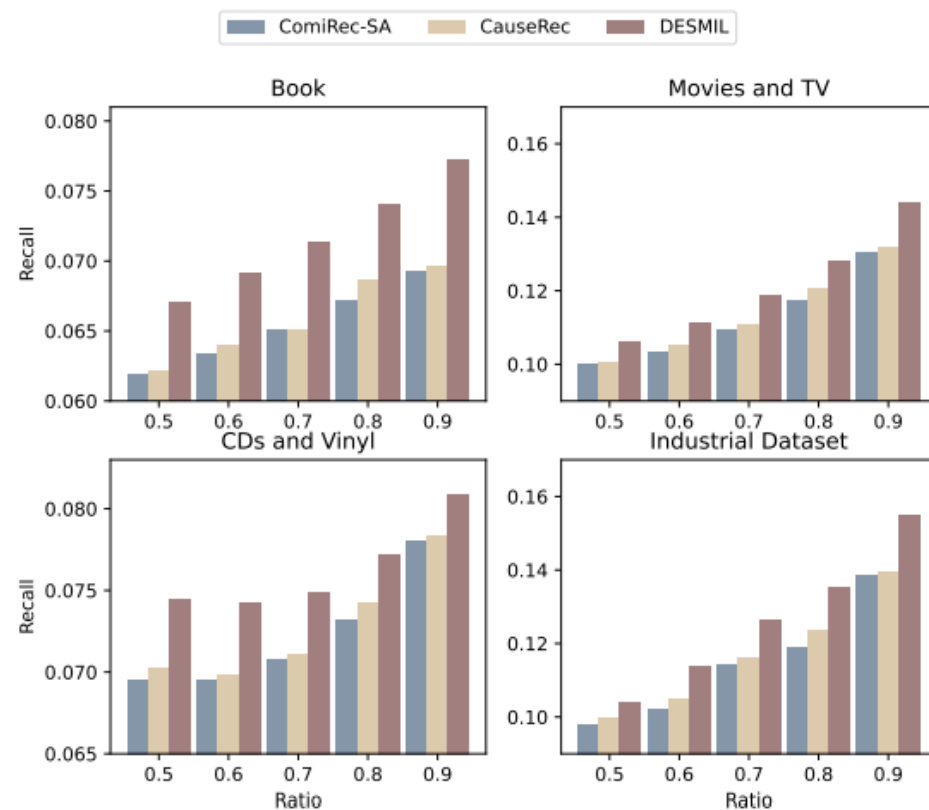 ComiRec-SA CauseRec DESMIL
Book
Movies and TV
0.080
0.075
0.070
0.065
0.060
Recall
0.5 0.6 0.7 0.8 0.9
0.16
0.14
0.12
0.10
0.5 0.6 0.7 0.8 0.9
CDs and Vinyl
Industrial Dataset
0.080
0.075
0.070
0.065
Recall
0.5 0.6 0.7 0.8 0.9
Ratio
0.16
0.14
0.12
0.10
0.5 0.6 0.7 0.8 0.9
Ratio